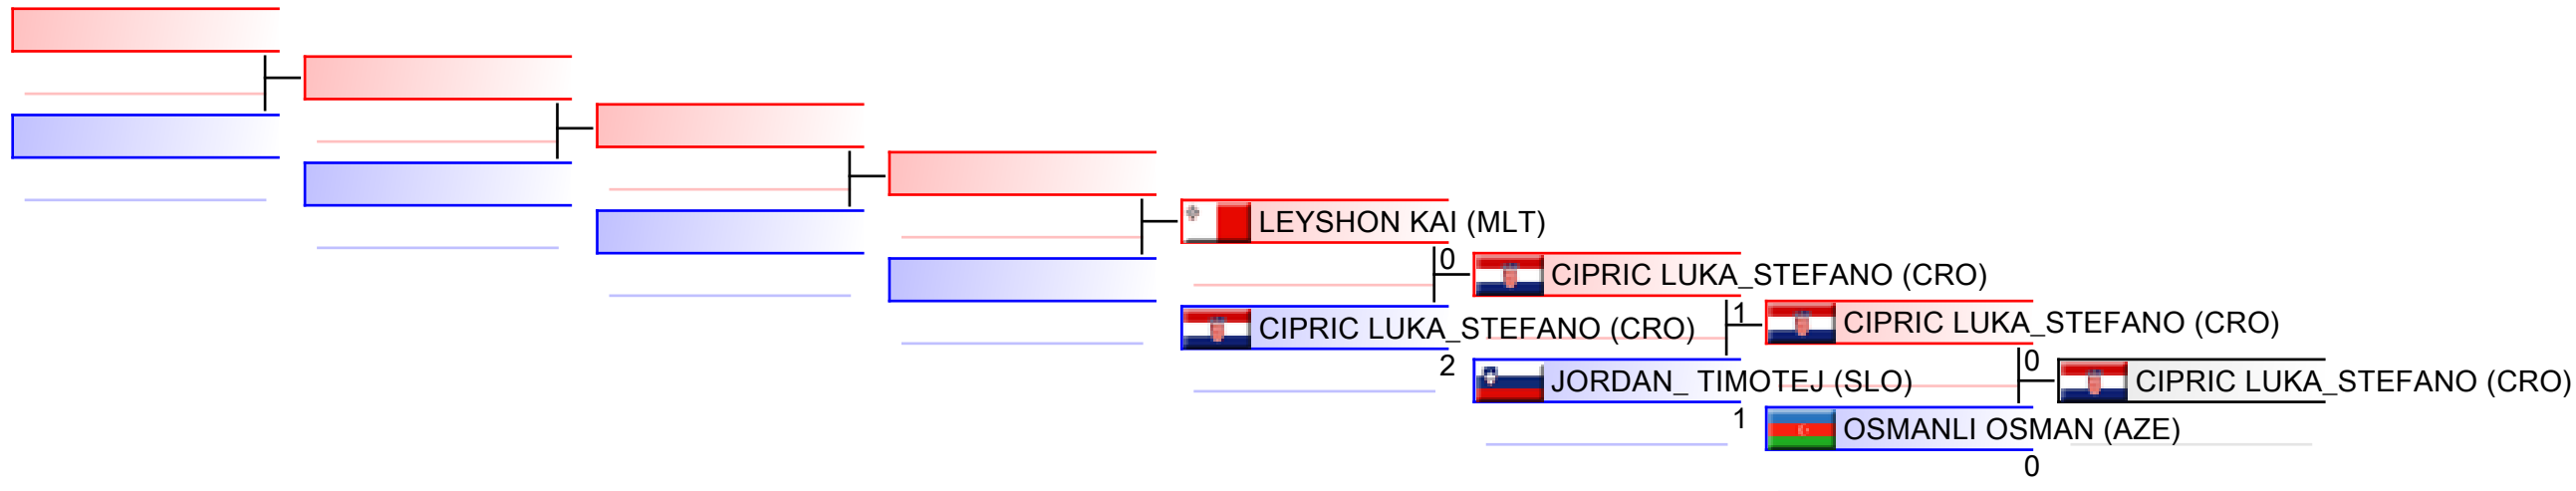 LEYSHON KAI (MLT)
0
CIPRIC LUKA_STEFANO (CRO)
CIPRIC LUKA_STEFANO (CRO)
2
1
CIPRIC LUKA_STEFANO (CRO)
JORDAN_ TIMOTEJ (SLO)
1
0
CIPRIC LUKA_STEFANO (CRO)
OSMANLI OSMAN (AZE)
0